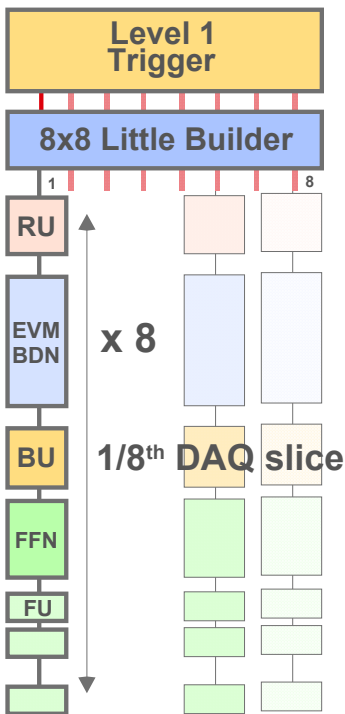 Level 1
Trigger
8x8 Little Builder
1
8
RU
EVM
BDN
x 8
BU
1/8th DAQ slice
FFN
FU